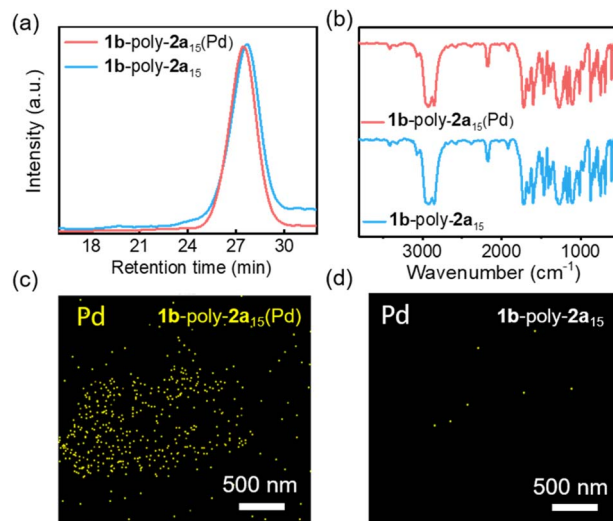 (a)
1b-poly-2a₁₅(Pd)
1b-poly-2a₁₅
Intensity (a.u.)
18 21 24 27 30
Retention time (min)
(b)
1b-poly-2a₁₅(Pd)
1b-poly-2a₁₅
3000 2000 1000
Wavenumber (cm⁻¹)
(c)
Pd 1b-poly-2a₁₅(Pd)
500 nm
(d)
Pd 1b-poly-2a₁₅
500 nm